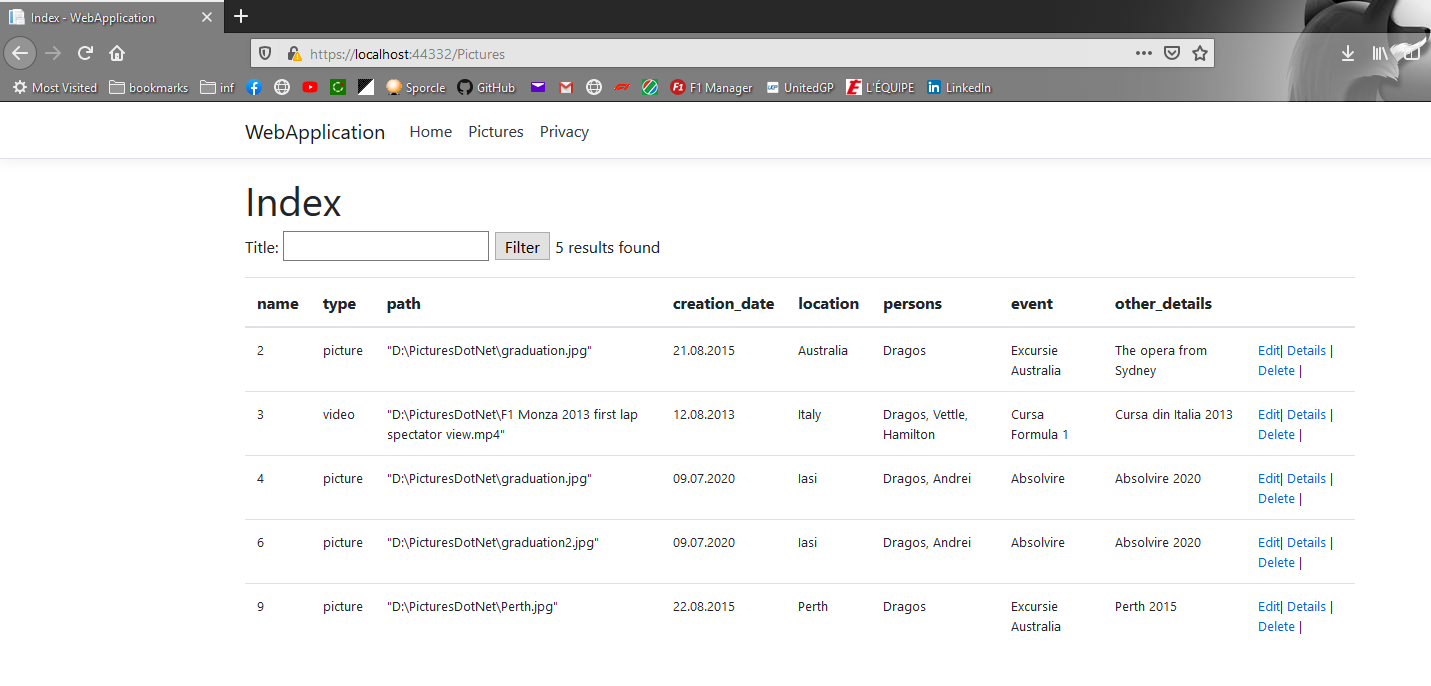 Index - WebApplication
https://localhost:44332/Pictures
Most Visited bookmarks inf Sporcle GitHub F1 Manager UnitedGP L'ÉQUIPE LinkedIn
WebApplication Home Pictures Privacy
Index
Title: Filter 5 results found
name type path creation_date location persons event other_details
2 picture "D:\PicturesDotNet\graduation.jpg" 21.08.2015 Australia Dragos Excursie The opera from Edit| Details |
Australia Sydney Delete |
3 video "D:\PicturesDotNet\F1 Monza 2013 first lap 12.08.2013 Italy Dragos, Vettle, Cursa Cursa din Italia 2013 Edit| Details |
spectator view.mp4" Hamilton Formula 1 Delete |
4 picture "D:\PicturesDotNet\graduation.jpg" 09.07.2020 Iasi Dragos, Andrei Absolvire Absolvire 2020 Edit| Details |
Delete |
6 picture "D:\PicturesDotNet\graduation2.jpg" 09.07.2020 Iasi Dragos, Andrei Absolvire Absolvire 2020 Edit| Details |
Delete |
9 picture "D:\PicturesDotNet\Perth.jpg" 22.08.2015 Perth Dragos Excursie Perth 2015 Edit| Details |
Australia Delete |